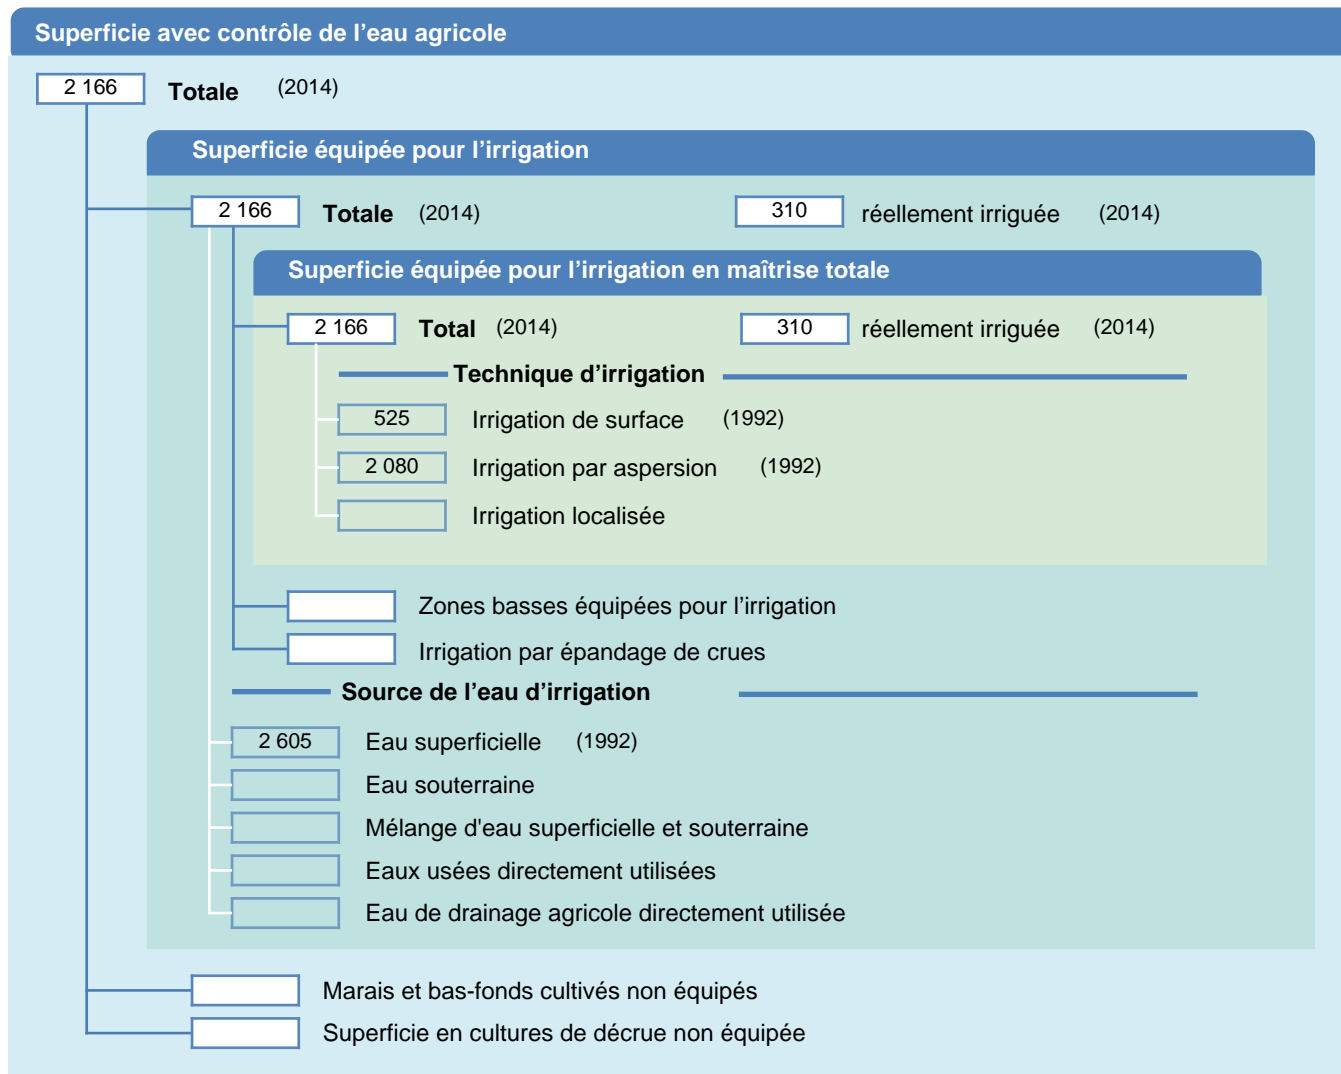 Superficie avec contrôle de l'eau agricole
2 166 Totale (2014)
Superficie équipée pour l'irrigation
2 166 Totale (2014) 310 réellement irriguée (2014)
Superficie équipée pour l'irrigation en maîtrise totale
2 166 Total (2014) 310 réellement irriguée (2014)
Technique d'irrigation
525 Irrigation de surface (1992)
2 080 Irrigation par aspersion (1992)
Irrigation localisée
Zones basses équipées pour l'irrigation
Irrigation par épandage de crues
Source de l'eau d'irrigation
2 605 Eau superficielle (1992)
Eau souterraine
Mélange d'eau superficielle et souterraine
Eaux usées directement utilisées
Eau de drainage agricole directement utilisée
Marais et bas-fonds cultivés non équipés
Superficie en cultures de décrue non équipée